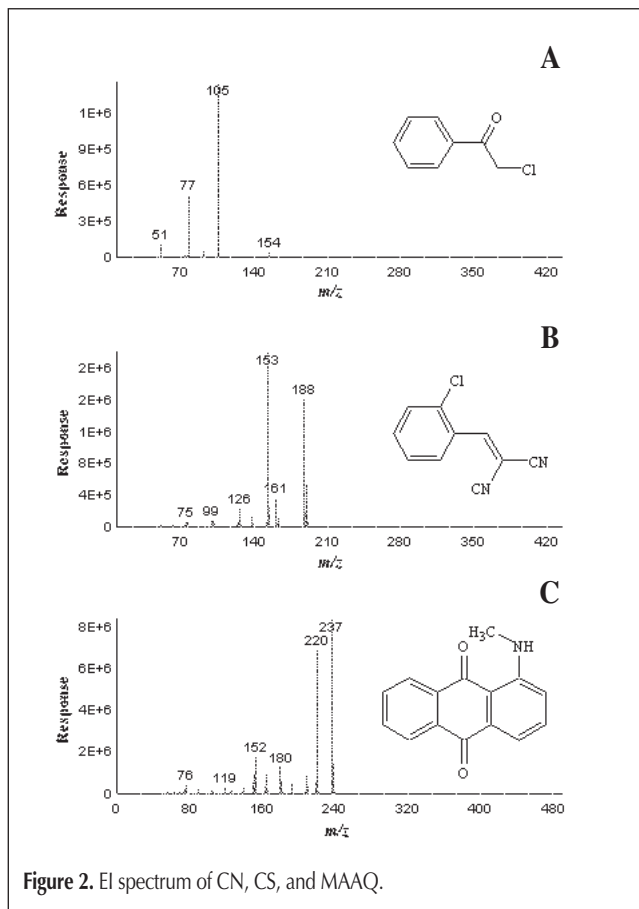 A
1E+6
9E+5
6E+5
3E+5
0
Response
105
77
51
154
O
Cl
70 140 210 280 350 420
m/z
B
2E+6
2E+6
1E+6
8E+5
4E+5
0
Response
153
188
126
161
75
99
Cl
CN
CN
70 140 210 280 350 420
m/z
C
8E+6
6E+6
4E+6
2E+6
0
Response
237
220
152
180
76
119
H₃C
NH
O
O
0 80 160 240 320 400 480
m/z
Figure 2. EI spectrum of CN, CS, and MAAQ.